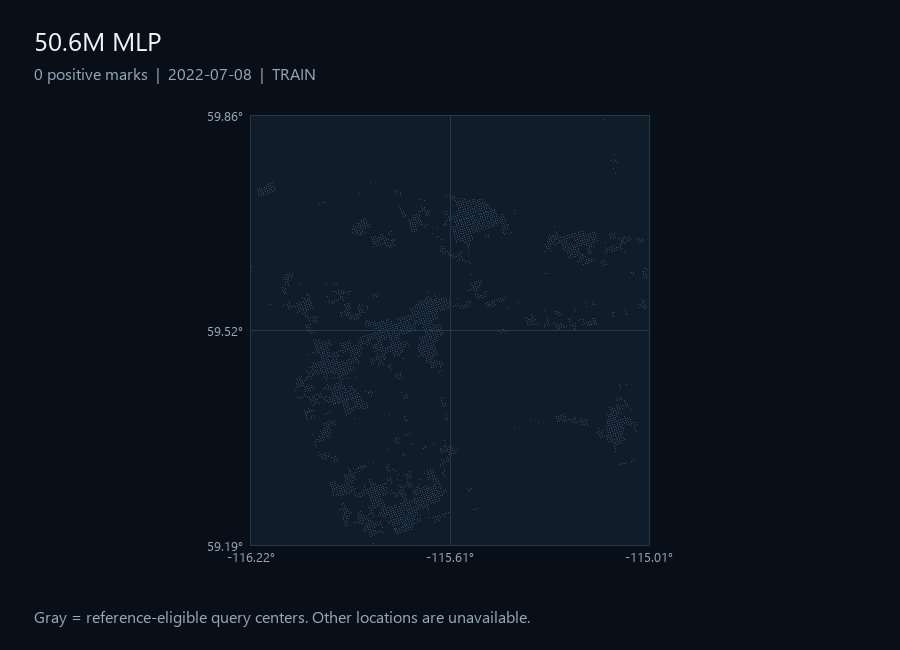 50.6M MLP
0 positive marks | 2022-07-08 | TRAIN
59.86°
59.52°
59.19°
-116.22° -115.61° -115.01°
Gray = reference-eligible query centers. Other locations are unavailable.